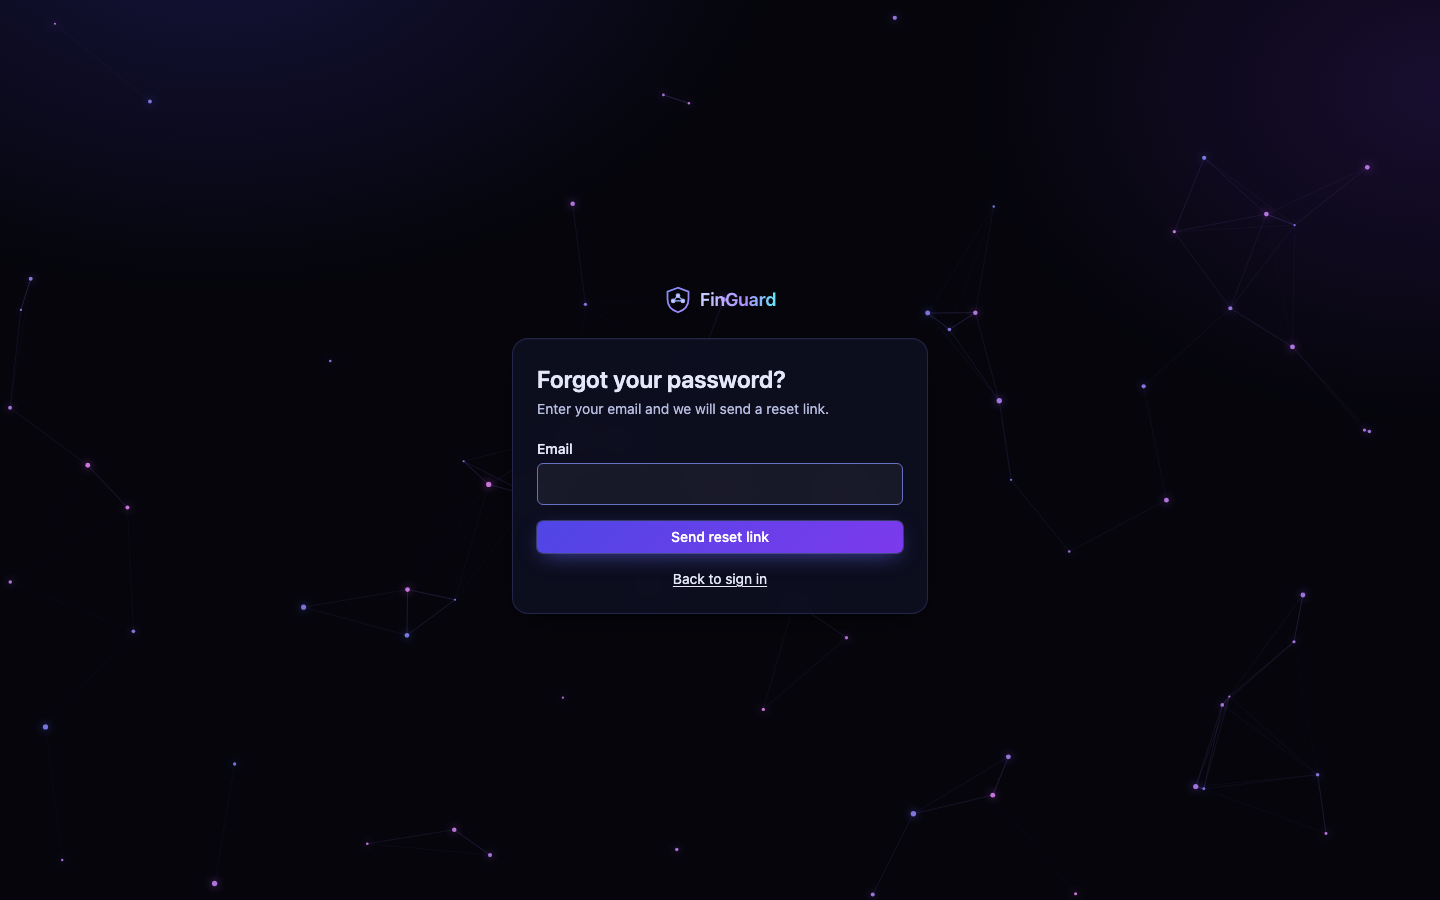 FinGuard
Forgot your password?
Enter your email and we will send a reset link.
Email
Send reset link
Back to sign in